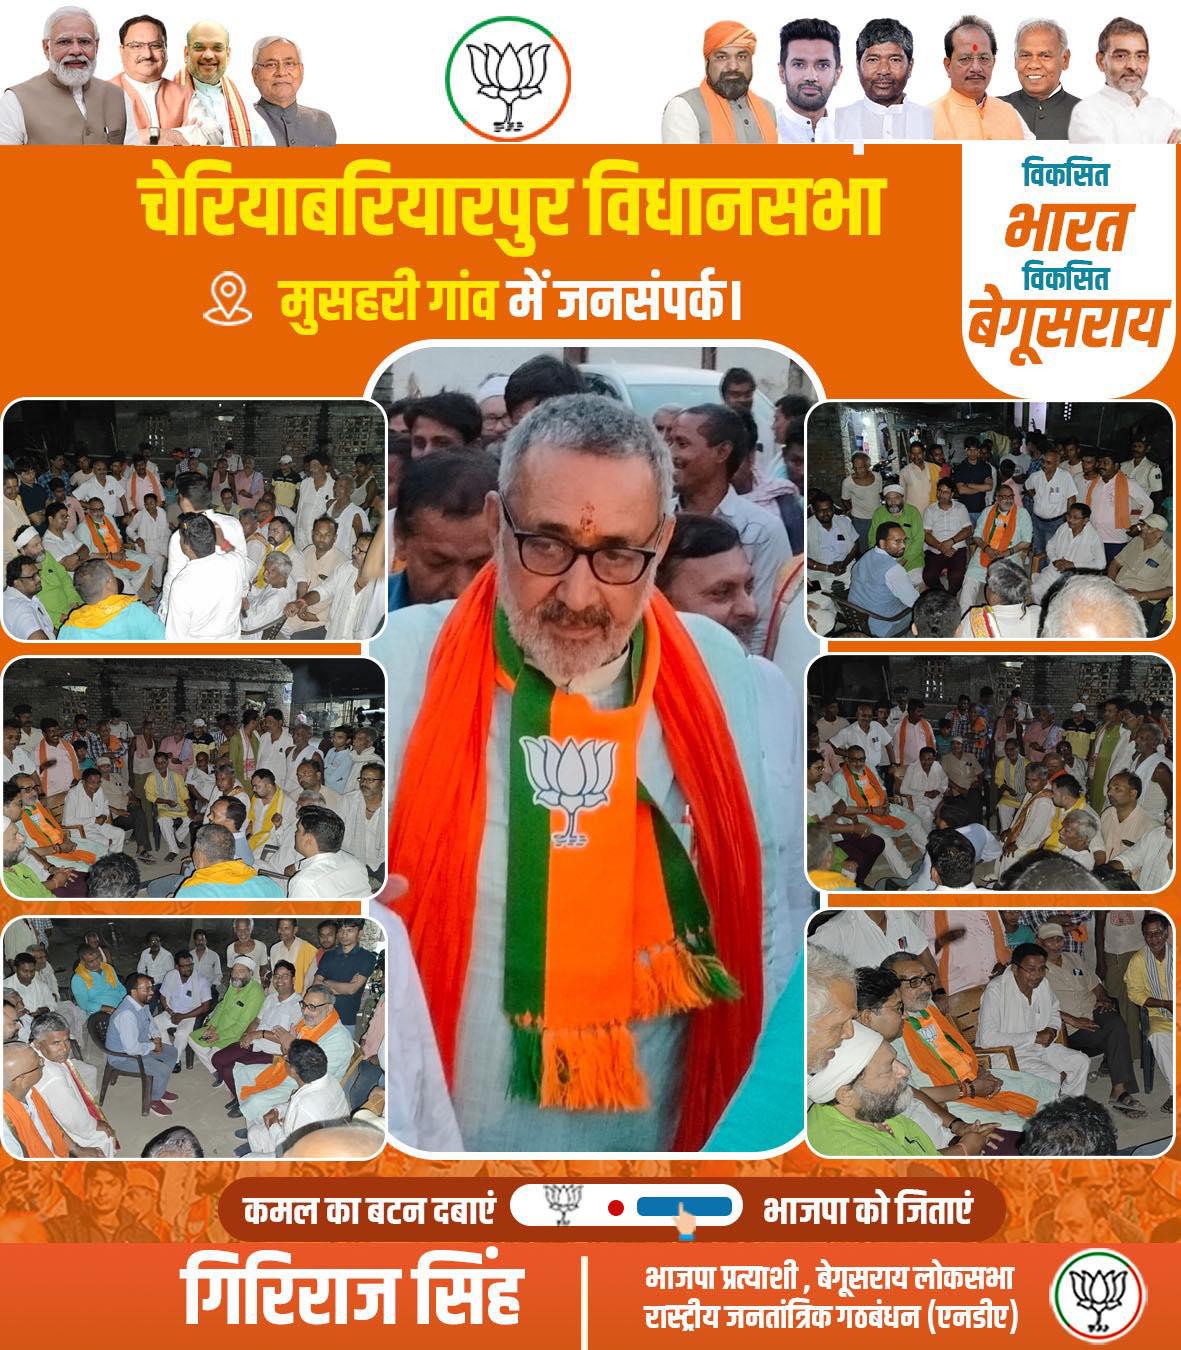 चेरियाबरियारपुर विधानसभा
मुसहरी गांव में जनसंपर्क।
विकसित
भारत
विकसित
बेगूसराय
कमल का बटन दबाएं भाजपा को जिताएं
गिरिराज सिंह
भाजपा प्रत्याशी , बेगूसराय लोकसभा
रास्ट्रीय जनतांत्रिक गठबंधन (एनडीए)